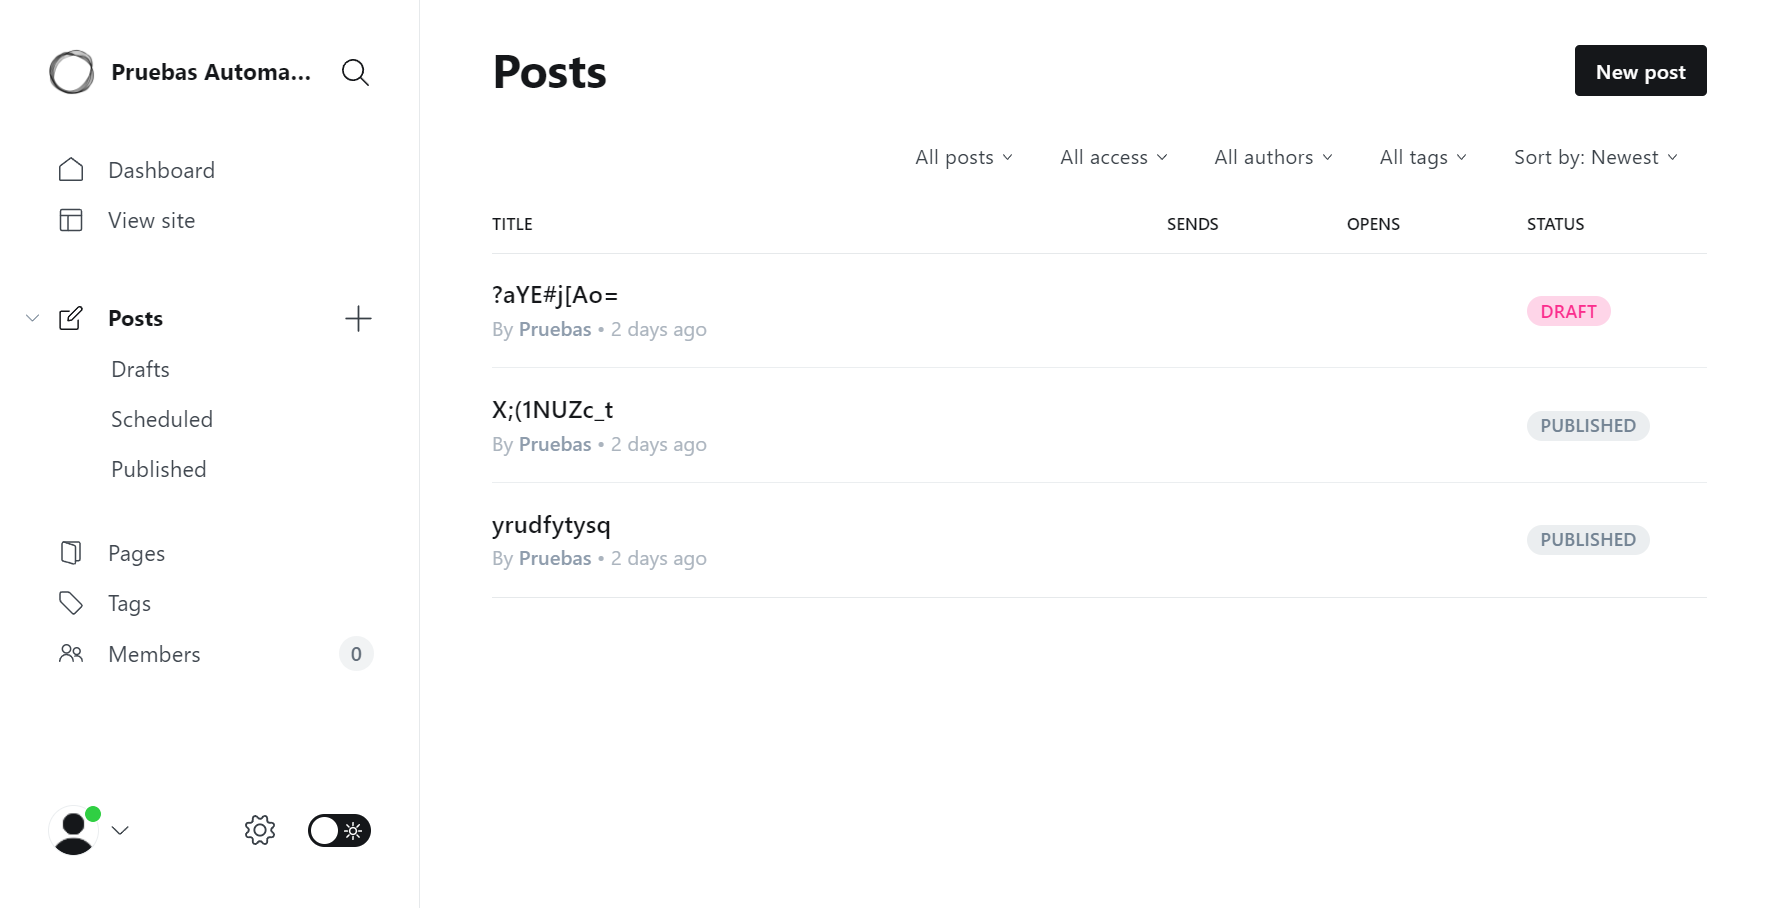 Pruebas Automa...
Dashboard
View site
Posts
Drafts
Scheduled
Published
Pages
Tags
Members 0
Posts
New post
All posts All access All authors All tags Sort by: Newest
TITLE SENDS OPENS STATUS
?aYE#j[Ao=
By Pruebas • 2 days ago
DRAFT
X;(1NUZc_t
By Pruebas • 2 days ago
PUBLISHED
yrudfytysq
By Pruebas • 2 days ago
PUBLISHED